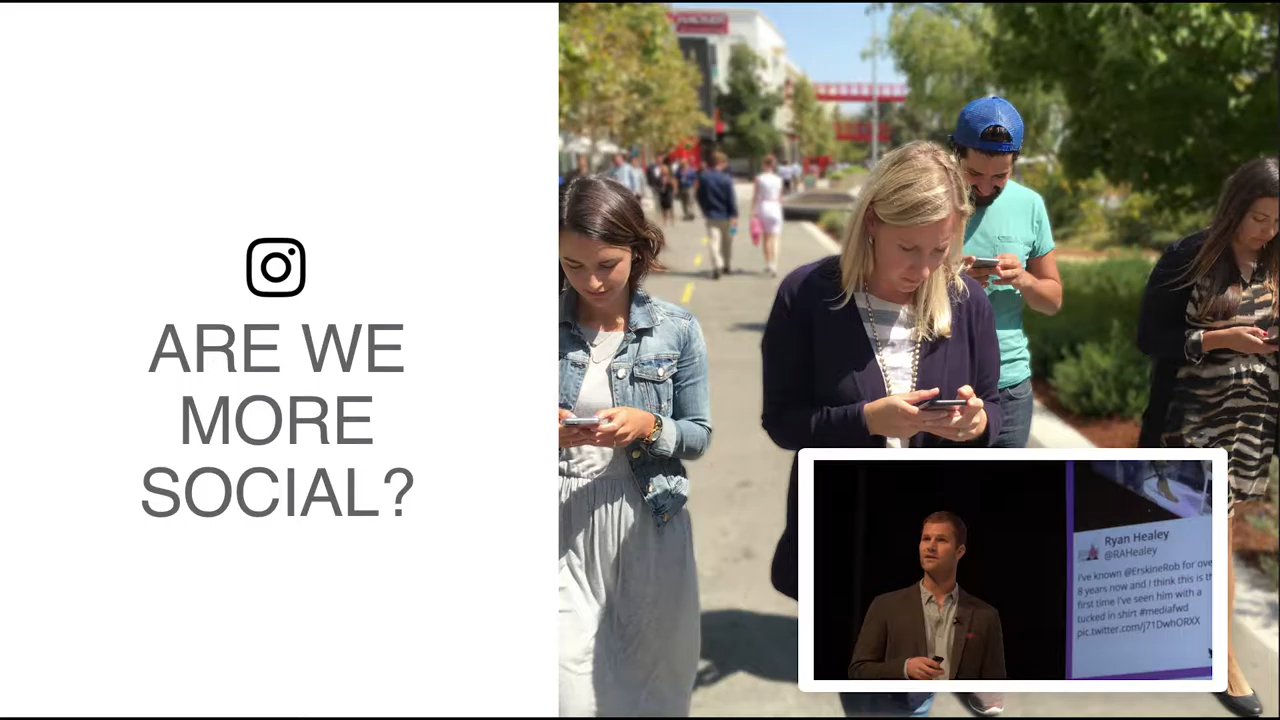 ARE WE
MORE
SOCIAL?
Ryan Healey
@RAHealey
I've known @ErskineRob for ove
8 years now and I think this is th
first time I've seen him with a
tucked in shirt #mediafwd
pic.twitter.com/j71DwhORXX